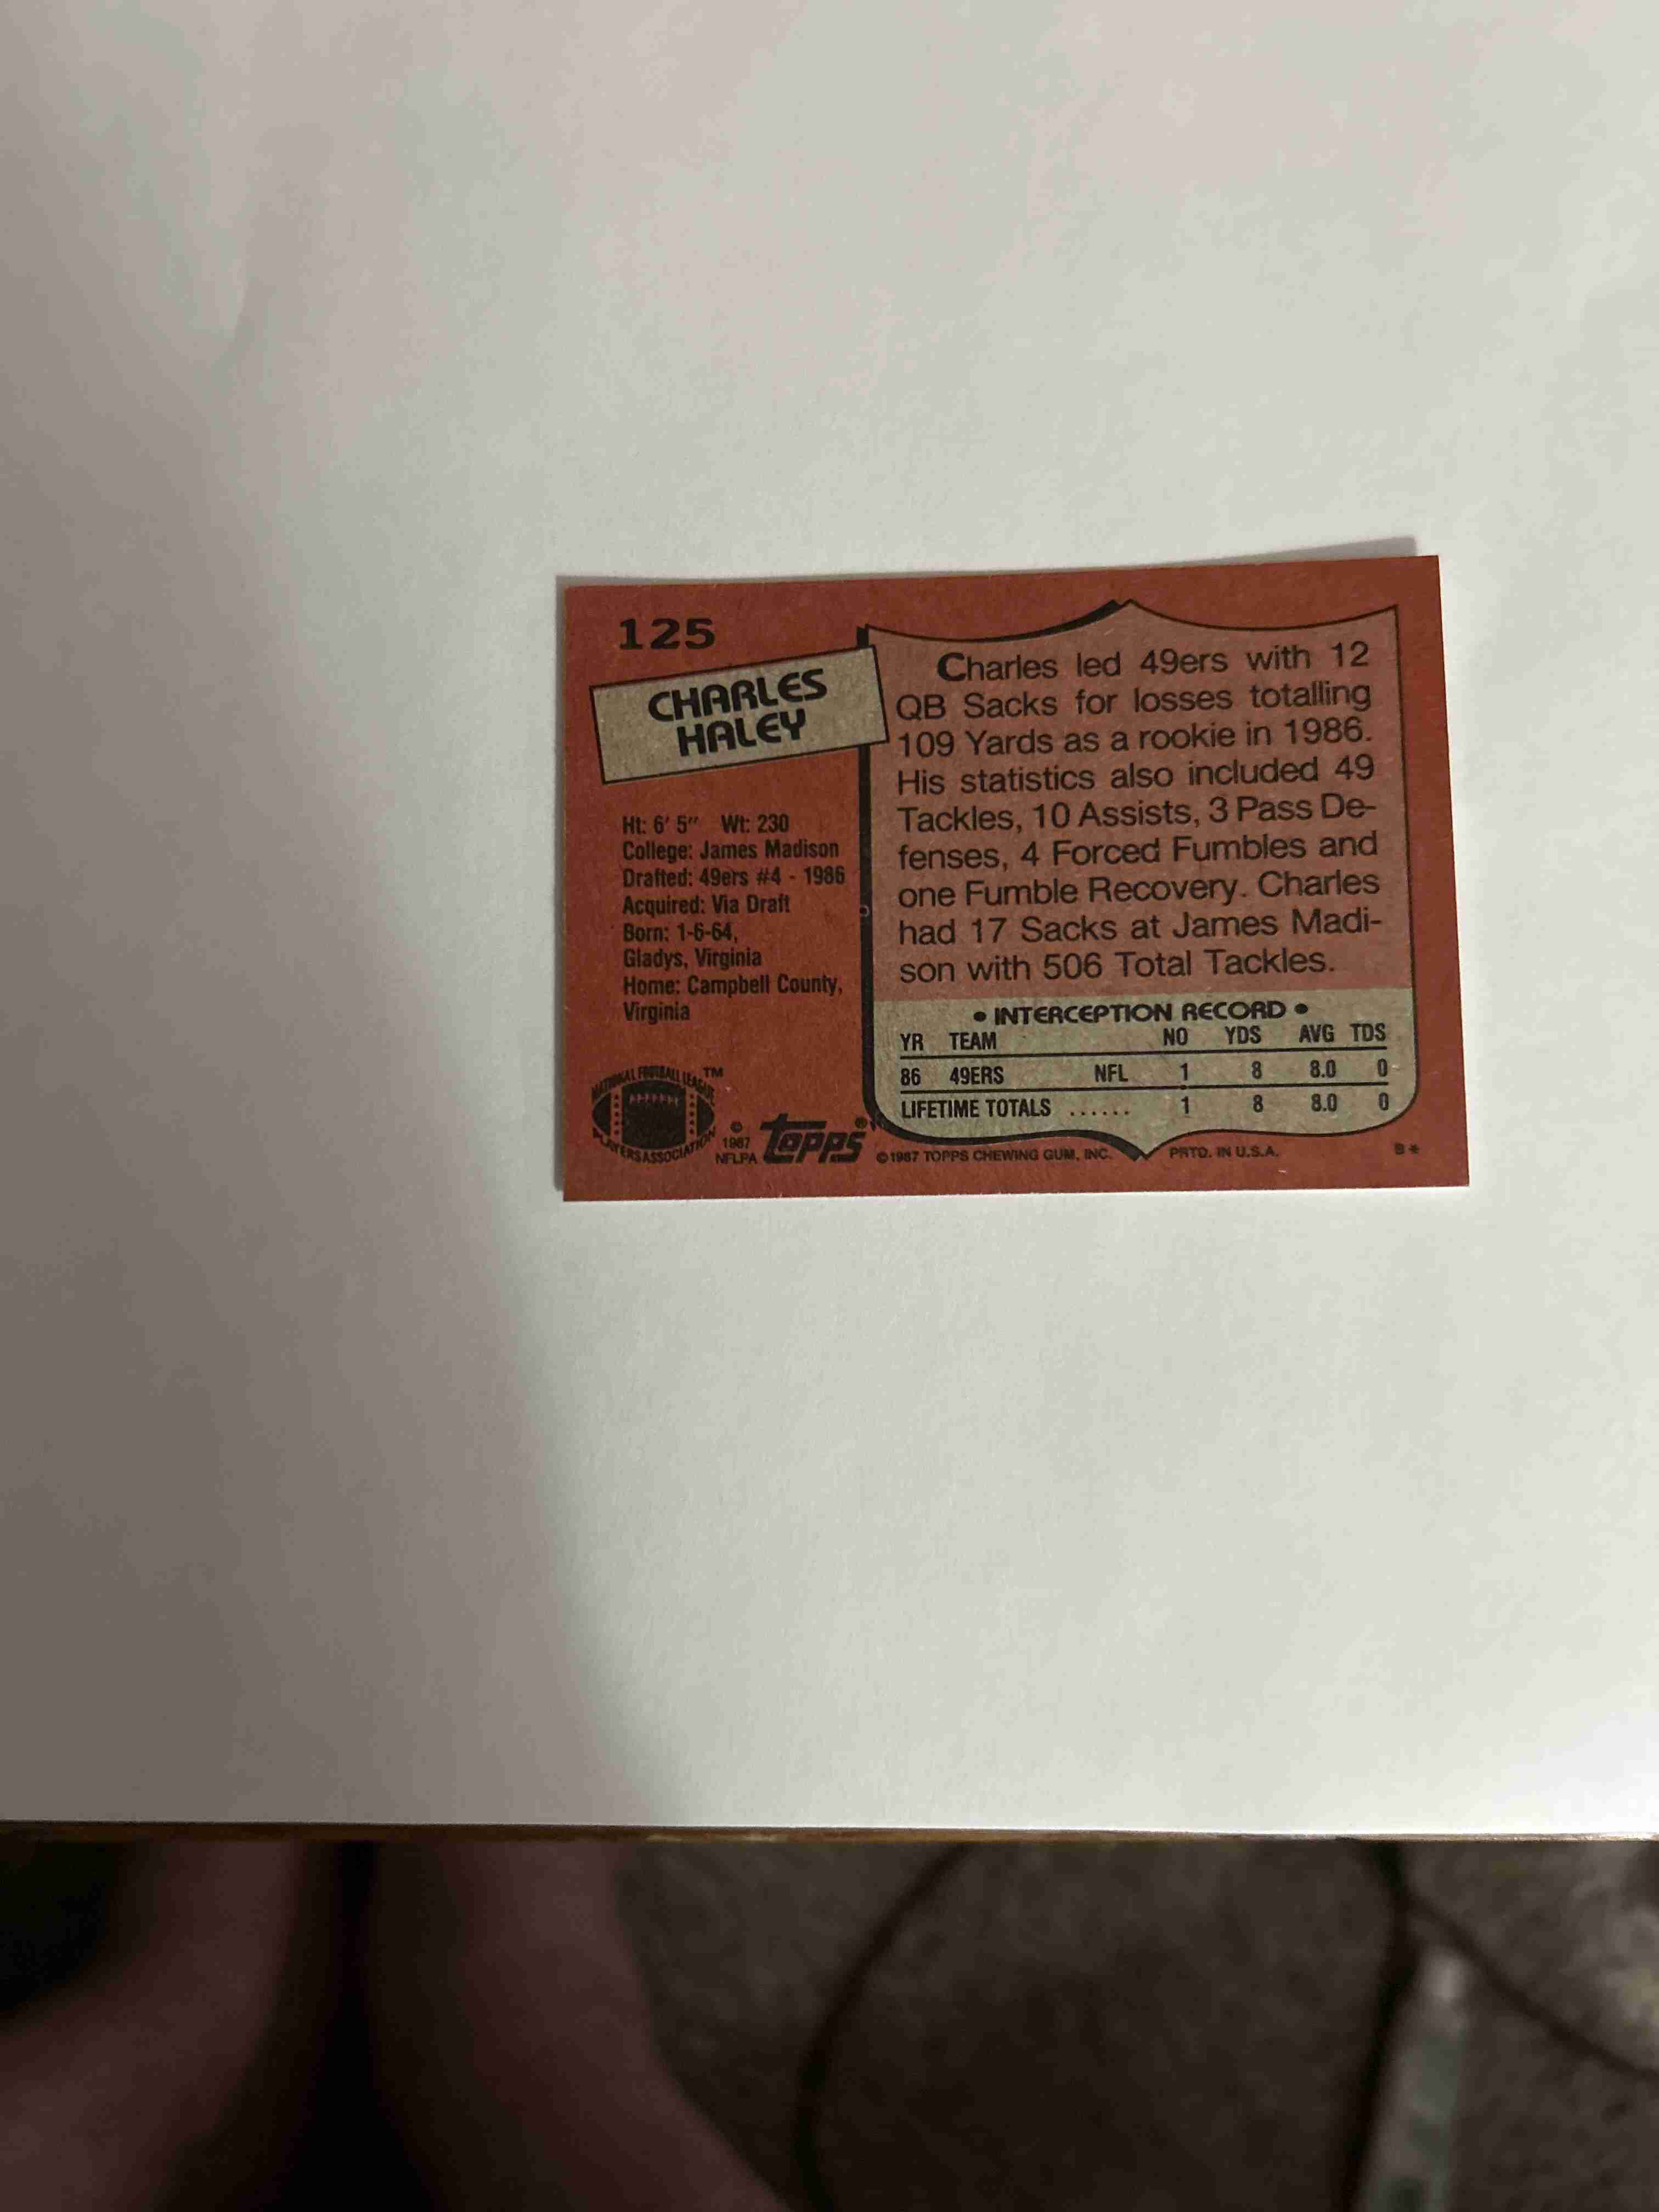 125
CHARLES
HALEY
Ht: 6' 5" Wt: 230
College: James Madison
Drafted: 49ers #4 - 1986
Acquired: Via Draft
Born: 1-6-64,
Gladys, Virginia
Home: Campbell County,
Virginia
Charles led 49ers with 12
QB Sacks for losses totalling
109 Yards as a rookie in 1986.
His statistics also included 49
Tackles, 10 Assists, 3 Pass De-
fenses, 4 Forced Fumbles and
one Fumble Recovery. Charles
had 17 Sacks at James Madi-
son with 506 Total Tackles.
• INTERCEPTION RECORD •
YR TEAM NO YDS AVG TDS
86 49ERS NFL 1 8 8.0 0
LIFETIME TOTALS ...... 1 8 8.0 0
NATIONAL FOOTBALL LEAGUE ™
PLAYERS ASSOCIATION
©
1987
NFLPA
topps®
©1987 TOPPS CHEWING GUM, INC. PRTD. IN U.S.A. B*